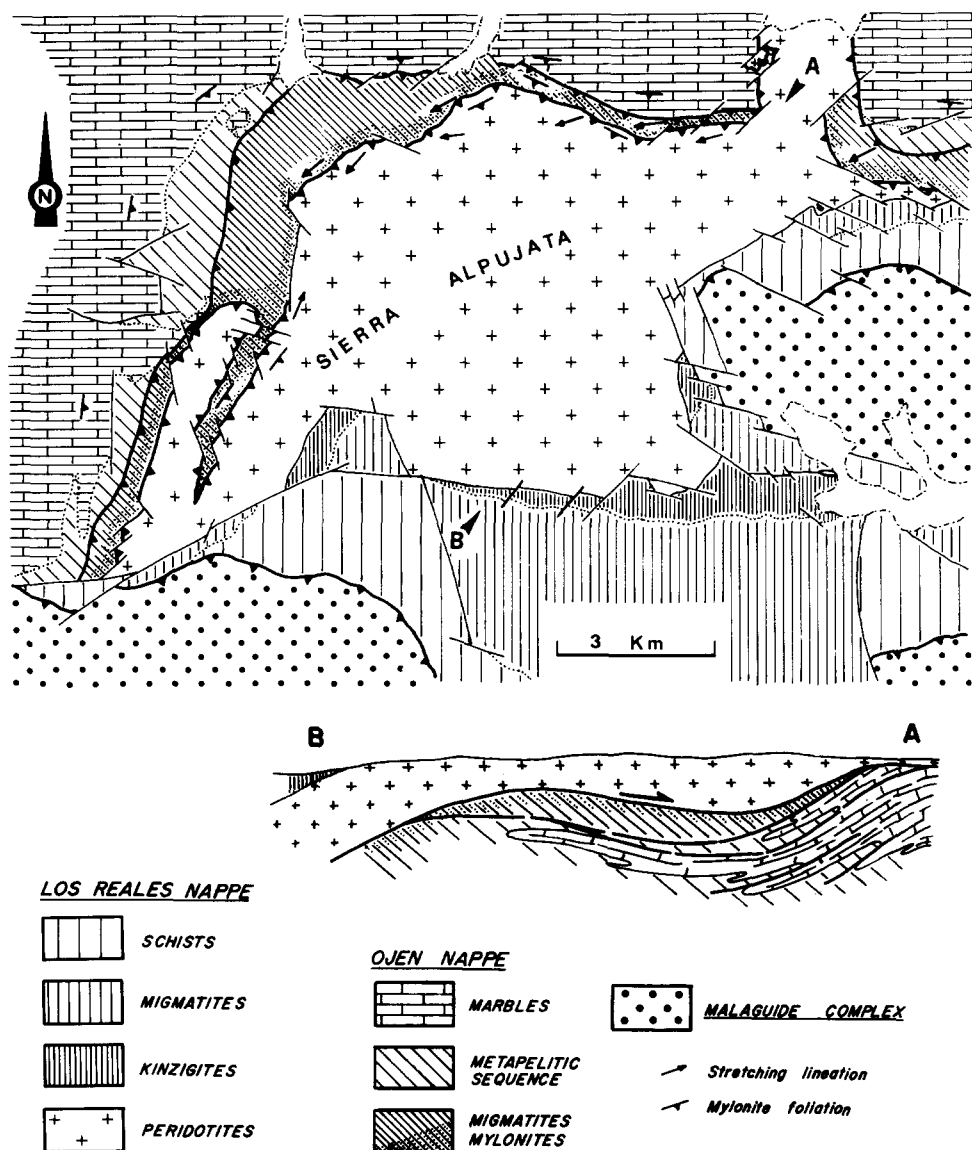 A
N
SIERRA ALPUJATA
B
3 Km
B
A
LOS REALES NAPPE
SCHISTS
MIGMATITES
KINZIGITES
PERIDOTITES
OJEN NAPPE
MARBLES
METAPELITIC
SEQUENCE
MIGMATITES
MYLONITES
MALAGUIDE COMPLEX
Stretching lineation
Mylonite foliation